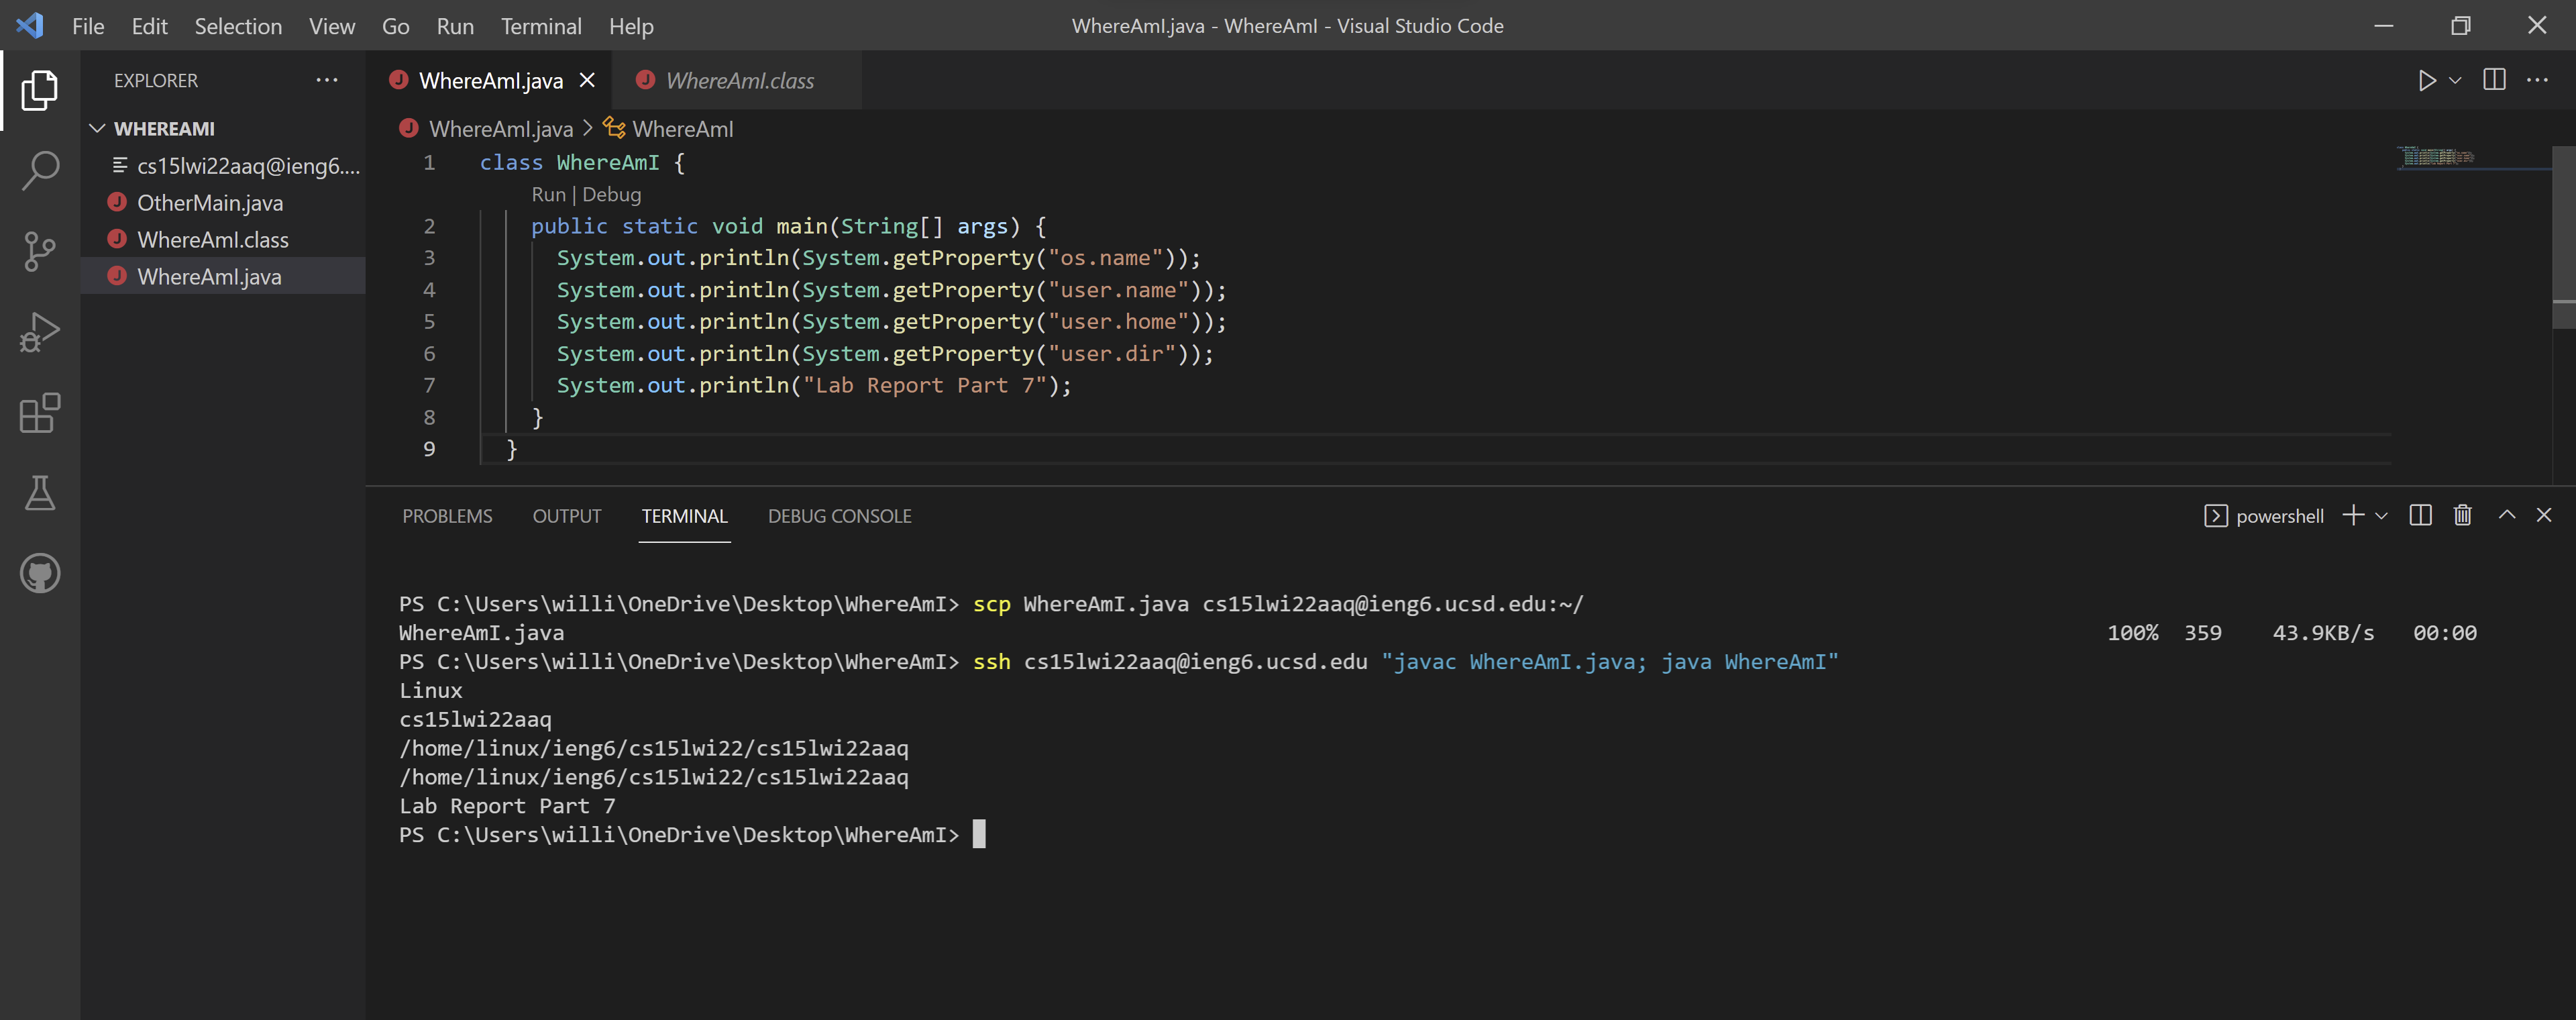 File Edit Selection View Go Run Terminal Help
WhereAmI.java - WhereAmI - Visual Studio Code
EXPLORER
WHEREAMI
cs15lwi22aaq@ieng6....
OtherMain.java
WhereAmI.class
WhereAmI.java
WhereAmI.java WhereAmI.class
WhereAmI.java > WhereAmI
1 class WhereAmI {
Run | Debug
2 public static void main(String[] args) {
3 System.out.println(System.getProperty("os.name"));
4 System.out.println(System.getProperty("user.name"));
5 System.out.println(System.getProperty("user.home"));
6 System.out.println(System.getProperty("user.dir"));
7 System.out.println("Lab Report Part 7");
8 }
9 }
PROBLEMS OUTPUT TERMINAL DEBUG CONSOLE
powershell
PS C:\Users\willi\OneDrive\Desktop\WhereAmI> scp WhereAmI.java cs15lwi22aaq@ieng6.ucsd.edu:~/
WhereAmI.java 100% 359 43.9KB/s 00:00
PS C:\Users\willi\OneDrive\Desktop\WhereAmI> ssh cs15lwi22aaq@ieng6.ucsd.edu "javac WhereAmI.java; java WhereAmI"
Linux
cs15lwi22aaq
/home/linux/ieng6/cs15lwi22/cs15lwi22aaq
/home/linux/ieng6/cs15lwi22/cs15lwi22aaq
Lab Report Part 7
PS C:\Users\willi\OneDrive\Desktop\WhereAmI>